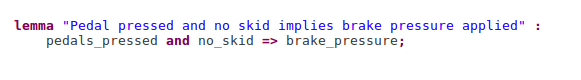 lemma "Pedal pressed and no skid implies brake pressure applied" :
pedals_pressed and no_skid => brake_pressure;